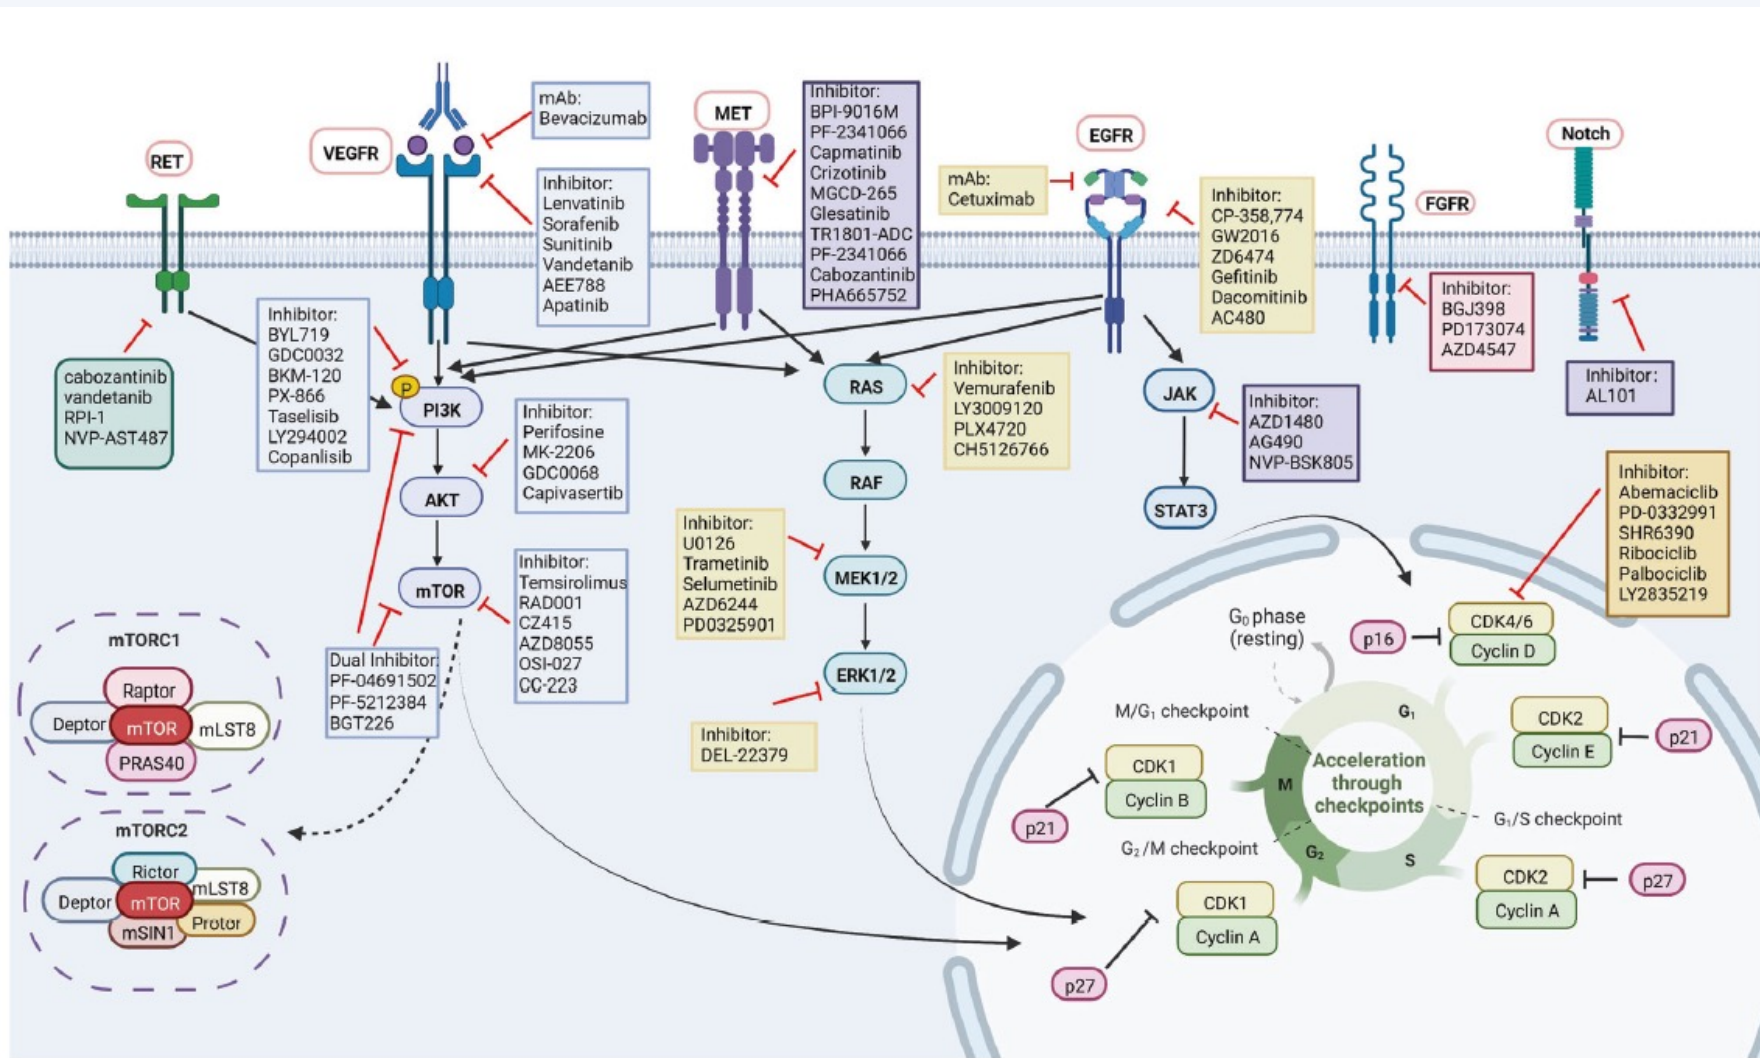 RET
VEGFR
mAb:
Bevacizumab
Inhibitor:
Lenvatinib
Sorafenib
Sunitinib
Vandetanib
AEE788
Apatinib
MET
Inhibitor:
BPI-9016M
PF-2341066
Capmatinib
Crizotinib
MGCD-265
Glesatinib
TR1801-ADC
PF-2341066
Cabozantinib
PHA665752
EGFR
mAb:
Cetuximab
Inhibitor:
CP-358,774
GW2016
ZD6474
Gefitinib
Dacomitinib
AC480
FGFR
Inhibitor:
BGJ398
PD173074
AZD4547
Notch
Inhibitor:
AL101
cabozantinib
vandetanib
RPI-1
NVP-AST487
Inhibitor:
BYL719
GDC0032
BKM-120
PX-866
Taselisib
LY294002
Copanlisib
P
PI3K
AKT
mTOR
Inhibitor:
Perifosine
MK-2206
GDC0068
Capivasertib
Inhibitor:
Temsirolimus
RAD001
CZ415
AZD8055
OSI-027
CC-223
Dual Inhibitor:
PF-04691502
PF-5212384
BGT226
RAS
RAF
MEK1/2
ERK1/2
Inhibitor:
Vemurafenib
LY3009120
PLX4720
CH5126766
Inhibitor:
U0126
Trametinib
Selumetinib
AZD6244
PD0325901
Inhibitor:
DEL-22379
JAK
STAT3
Inhibitor:
AZD1480
AG490
NVP-BSK805
Inhibitor:
Abemaciclib
PD-0332991
SHR6390
Ribociclib
Palbociclib
LY2835219
mTORC1
Raptor
Deptor
mTOR
mLST8
PRAS40
mTORC2
Rictor
mLST8
Deptor
mTOR
Protor
mSIN1
G₀ phase
(resting)
p16
CDK4/6
Cyclin D
M/G₁ checkpoint
G₁
CDK2
Cyclin E
p21
CDK1
Cyclin B
p21
M
Acceleration
through
checkpoints
G₁/S checkpoint
G₂/M checkpoint
G₂
S
CDK2
Cyclin A
p27
CDK1
Cyclin A
p27